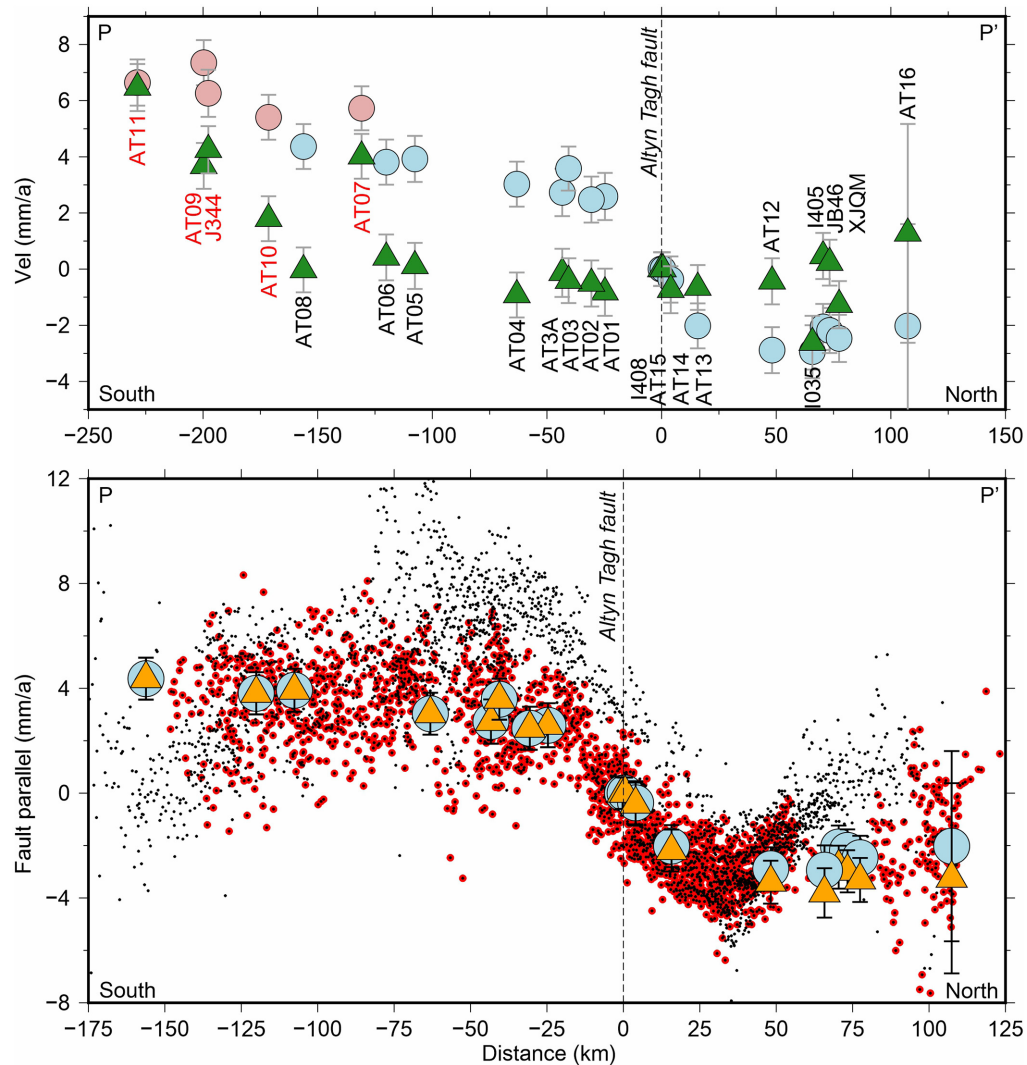 P
P’
8
6
4
2
0
−2
−4
Vel (mm/a)
Altyn Tagh fault
AT11
AT09
J344
AT10
AT08
AT07
AT06
AT05
AT04
AT3A
AT03
AT02
AT01
I408
AT15
AT14
AT13
AT12
I035
I405
JB46
XJQM
AT16
South
North
−250
−200
−150
−100
−50
0
50
100
150
P
P’
12
8
4
0
−4
−8
Fault parallel (mm/a)
Altyn Tagh fault
South
North
−175
−150
−125
−100
−75
−50
−25
0
25
50
75
100
125
Distance (km)